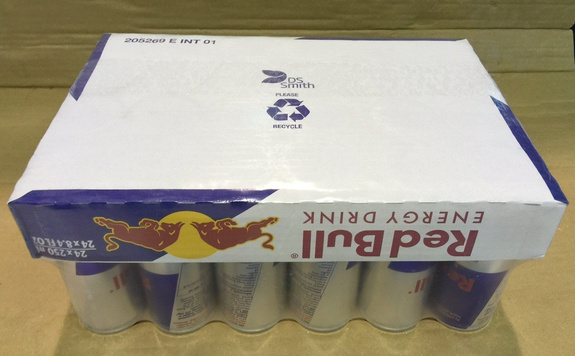 205269 E INT 01
DS
Smith
PLEASE
RECYCLE
Red Bull®
ENERGY DRINK
24x250 ml
24x8.4 FL OZ